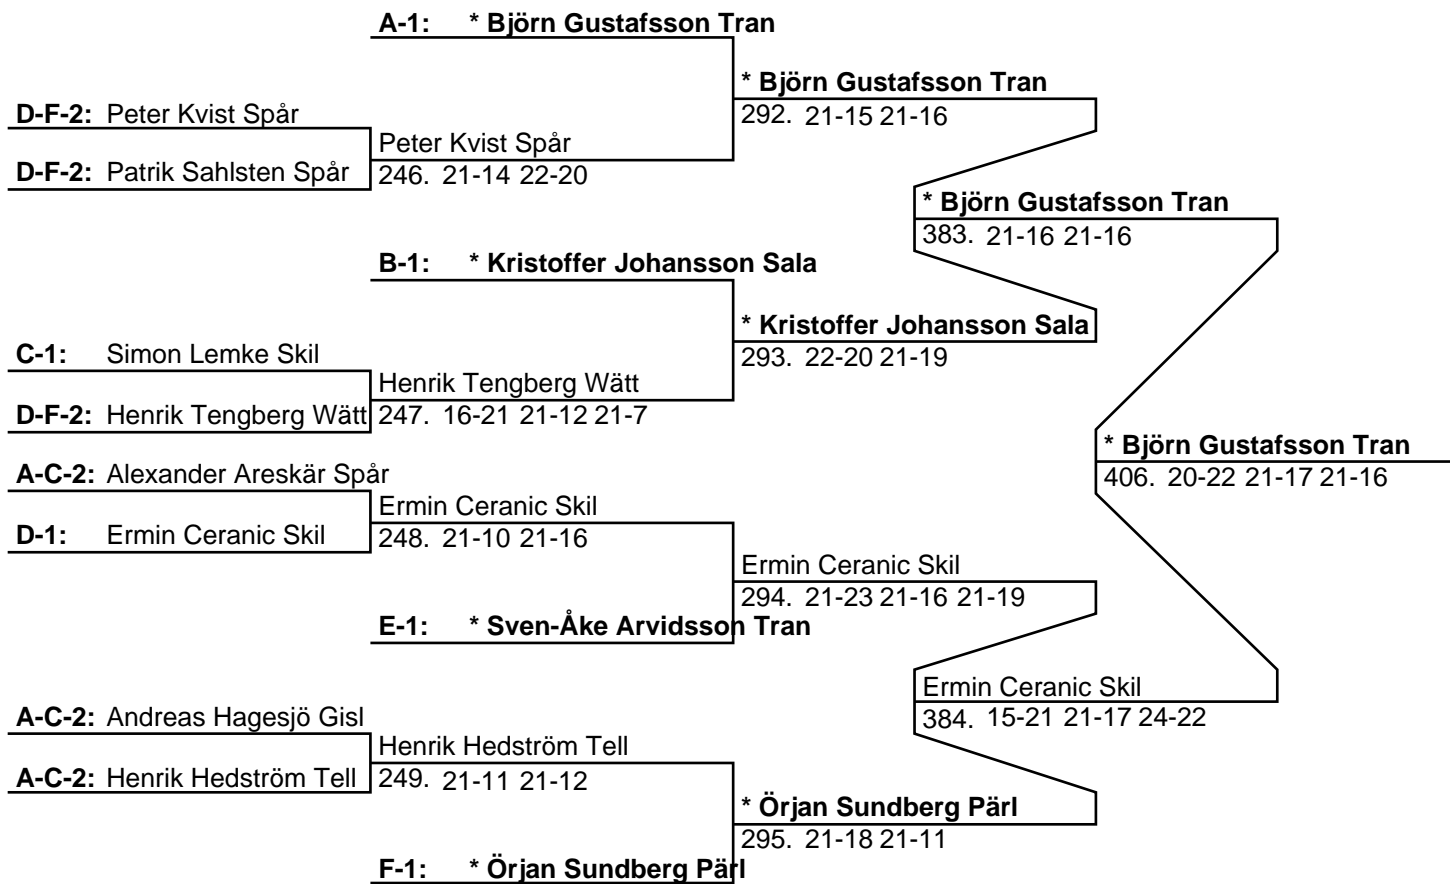 A-1: * Björn Gustafsson Tran
* Björn Gustafsson Tran
D-F-2: Peter Kvist Spår
292. 21-15 21-16
Peter Kvist Spår
D-F-2: Patrik Sahlsten Spår
246. 21-14 22-20
* Björn Gustafsson Tran
383. 21-16 21-16
B-1: * Kristoffer Johansson Sala
* Kristoffer Johansson Sala
C-1: Simon Lemke Skil
293. 22-20 21-19
Henrik Tengberg Wätt
D-F-2: Henrik Tengberg Wätt
247. 16-21 21-12 21-7
* Björn Gustafsson Tran
A-C-2: Alexander Areskär Spår
406. 20-22 21-17 21-16
Ermin Ceranic Skil
D-1: Ermin Ceranic Skil
248. 21-10 21-16
Ermin Ceranic Skil
294. 21-23 21-16 21-19
E-1: * Sven-Åke Arvidsson Tran
Ermin Ceranic Skil
A-C-2: Andreas Hagesjö Gisl
384. 15-21 21-17 24-22
Henrik Hedström Tell
A-C-2: Henrik Hedström Tell
249. 21-11 21-12
* Örjan Sundberg Pärl
295. 21-18 21-11
F-1: * Örjan Sundberg Pärl